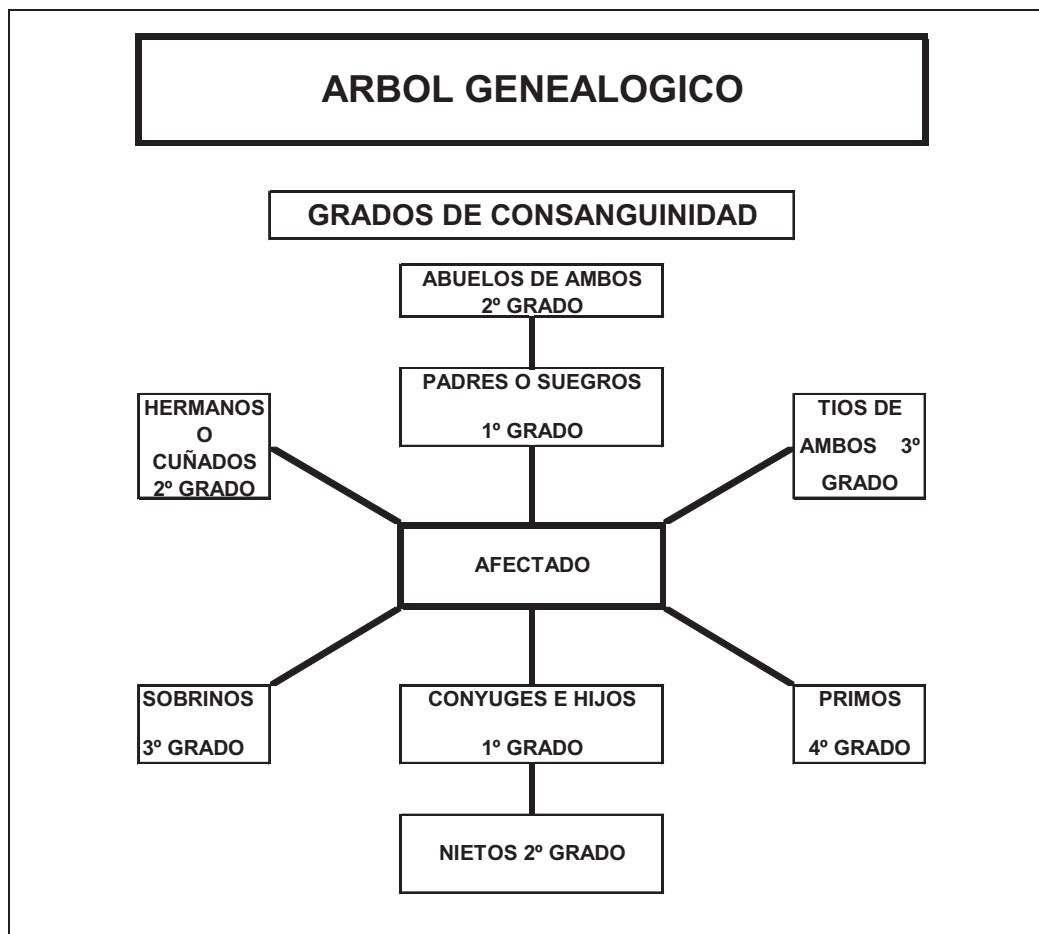 ARBOL GENEALOGICO
GRADOS DE CONSANGUINIDAD
ABUELOS DE AMBOS
2º GRADO
PADRES O SUEGROS
1º GRADO
HERMANOS
O
CUÑADOS
2º GRADO
TIOS DE
AMBOS 3º
GRADO
AFECTADO
SOBRINOS
3º GRADO
CONYUGES E HIJOS
1º GRADO
PRIMOS
4º GRADO
NIETOS 2º GRADO